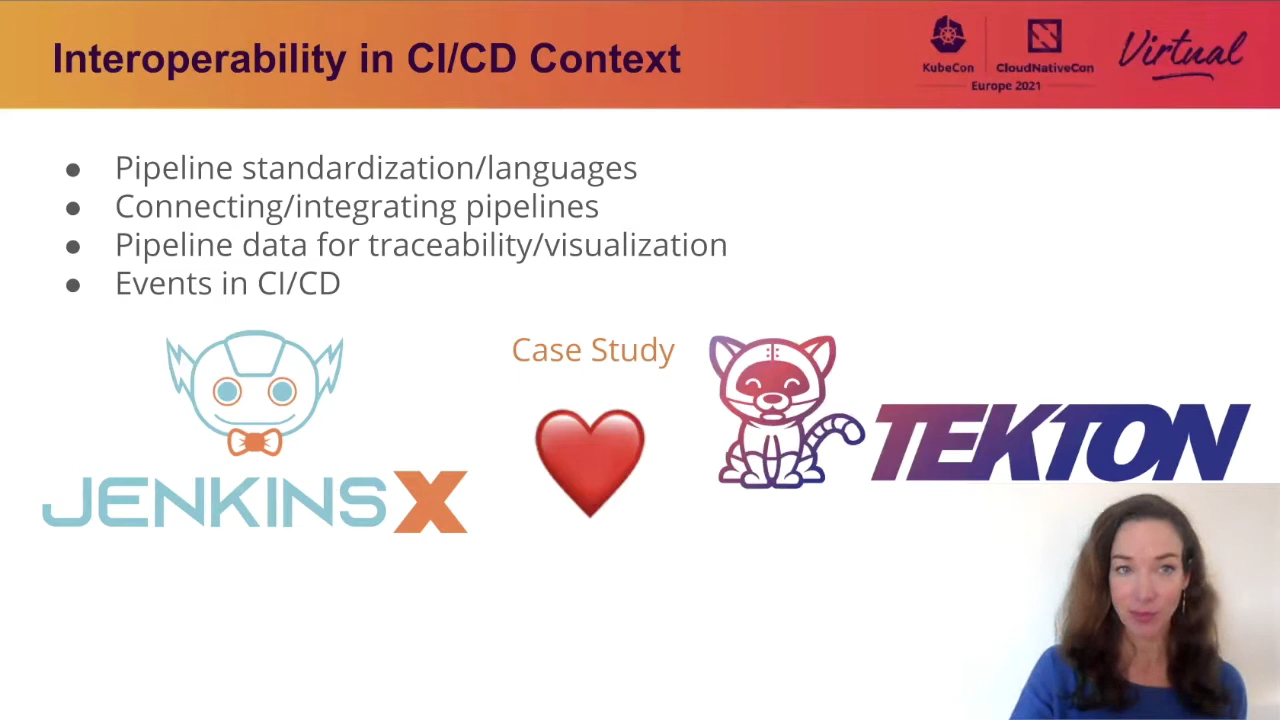 Interoperability in CI/CD Context
KubeCon
CloudNativeCon
Europe 2021
Virtual
● Pipeline standardization/languages
● Connecting/integrating pipelines
● Pipeline data for traceability/visualization
● Events in CI/CD
Case Study
JENKINS X
TEKTON